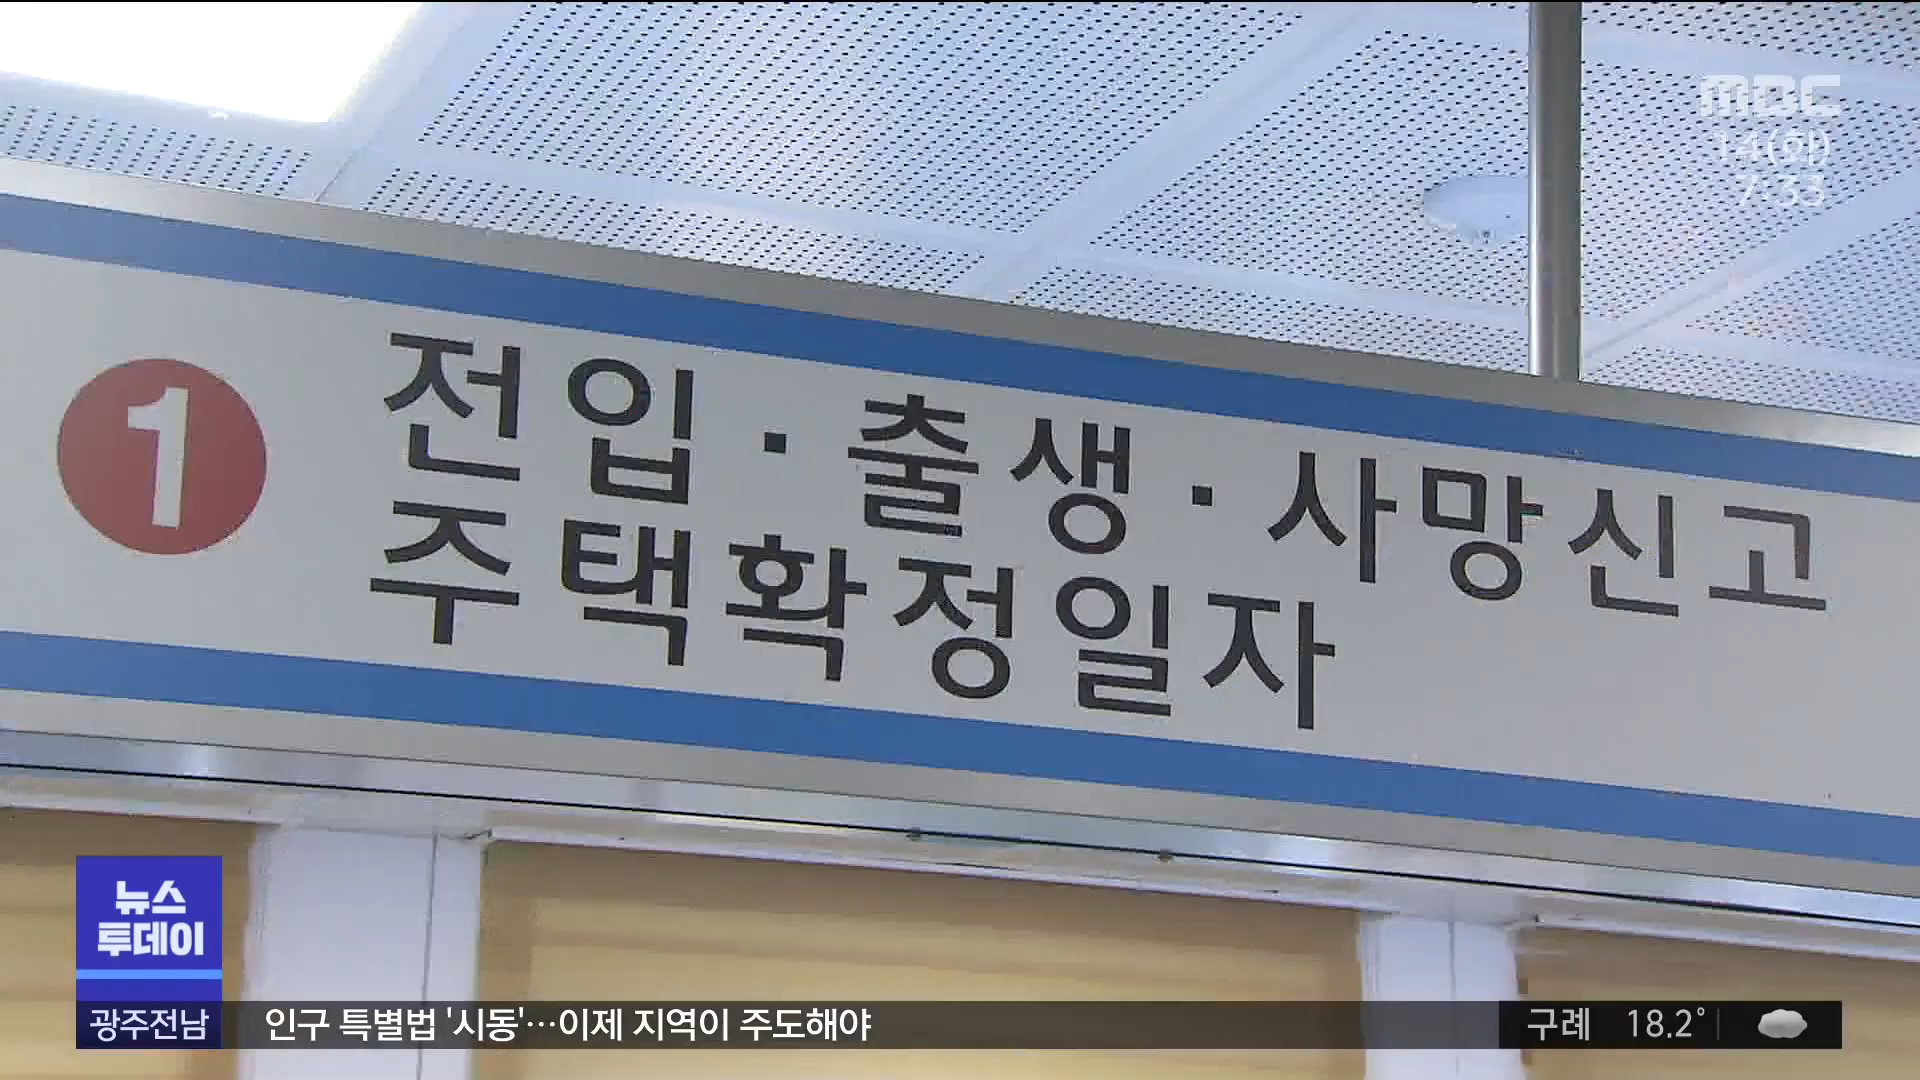 MBC
14(화)
7:33
1
전입·출생·사망신고
주택확정일자
뉴스
투데이
광주전남
인구 특별법 '시동'…이제 지역이 주도해야
구례 18.2°